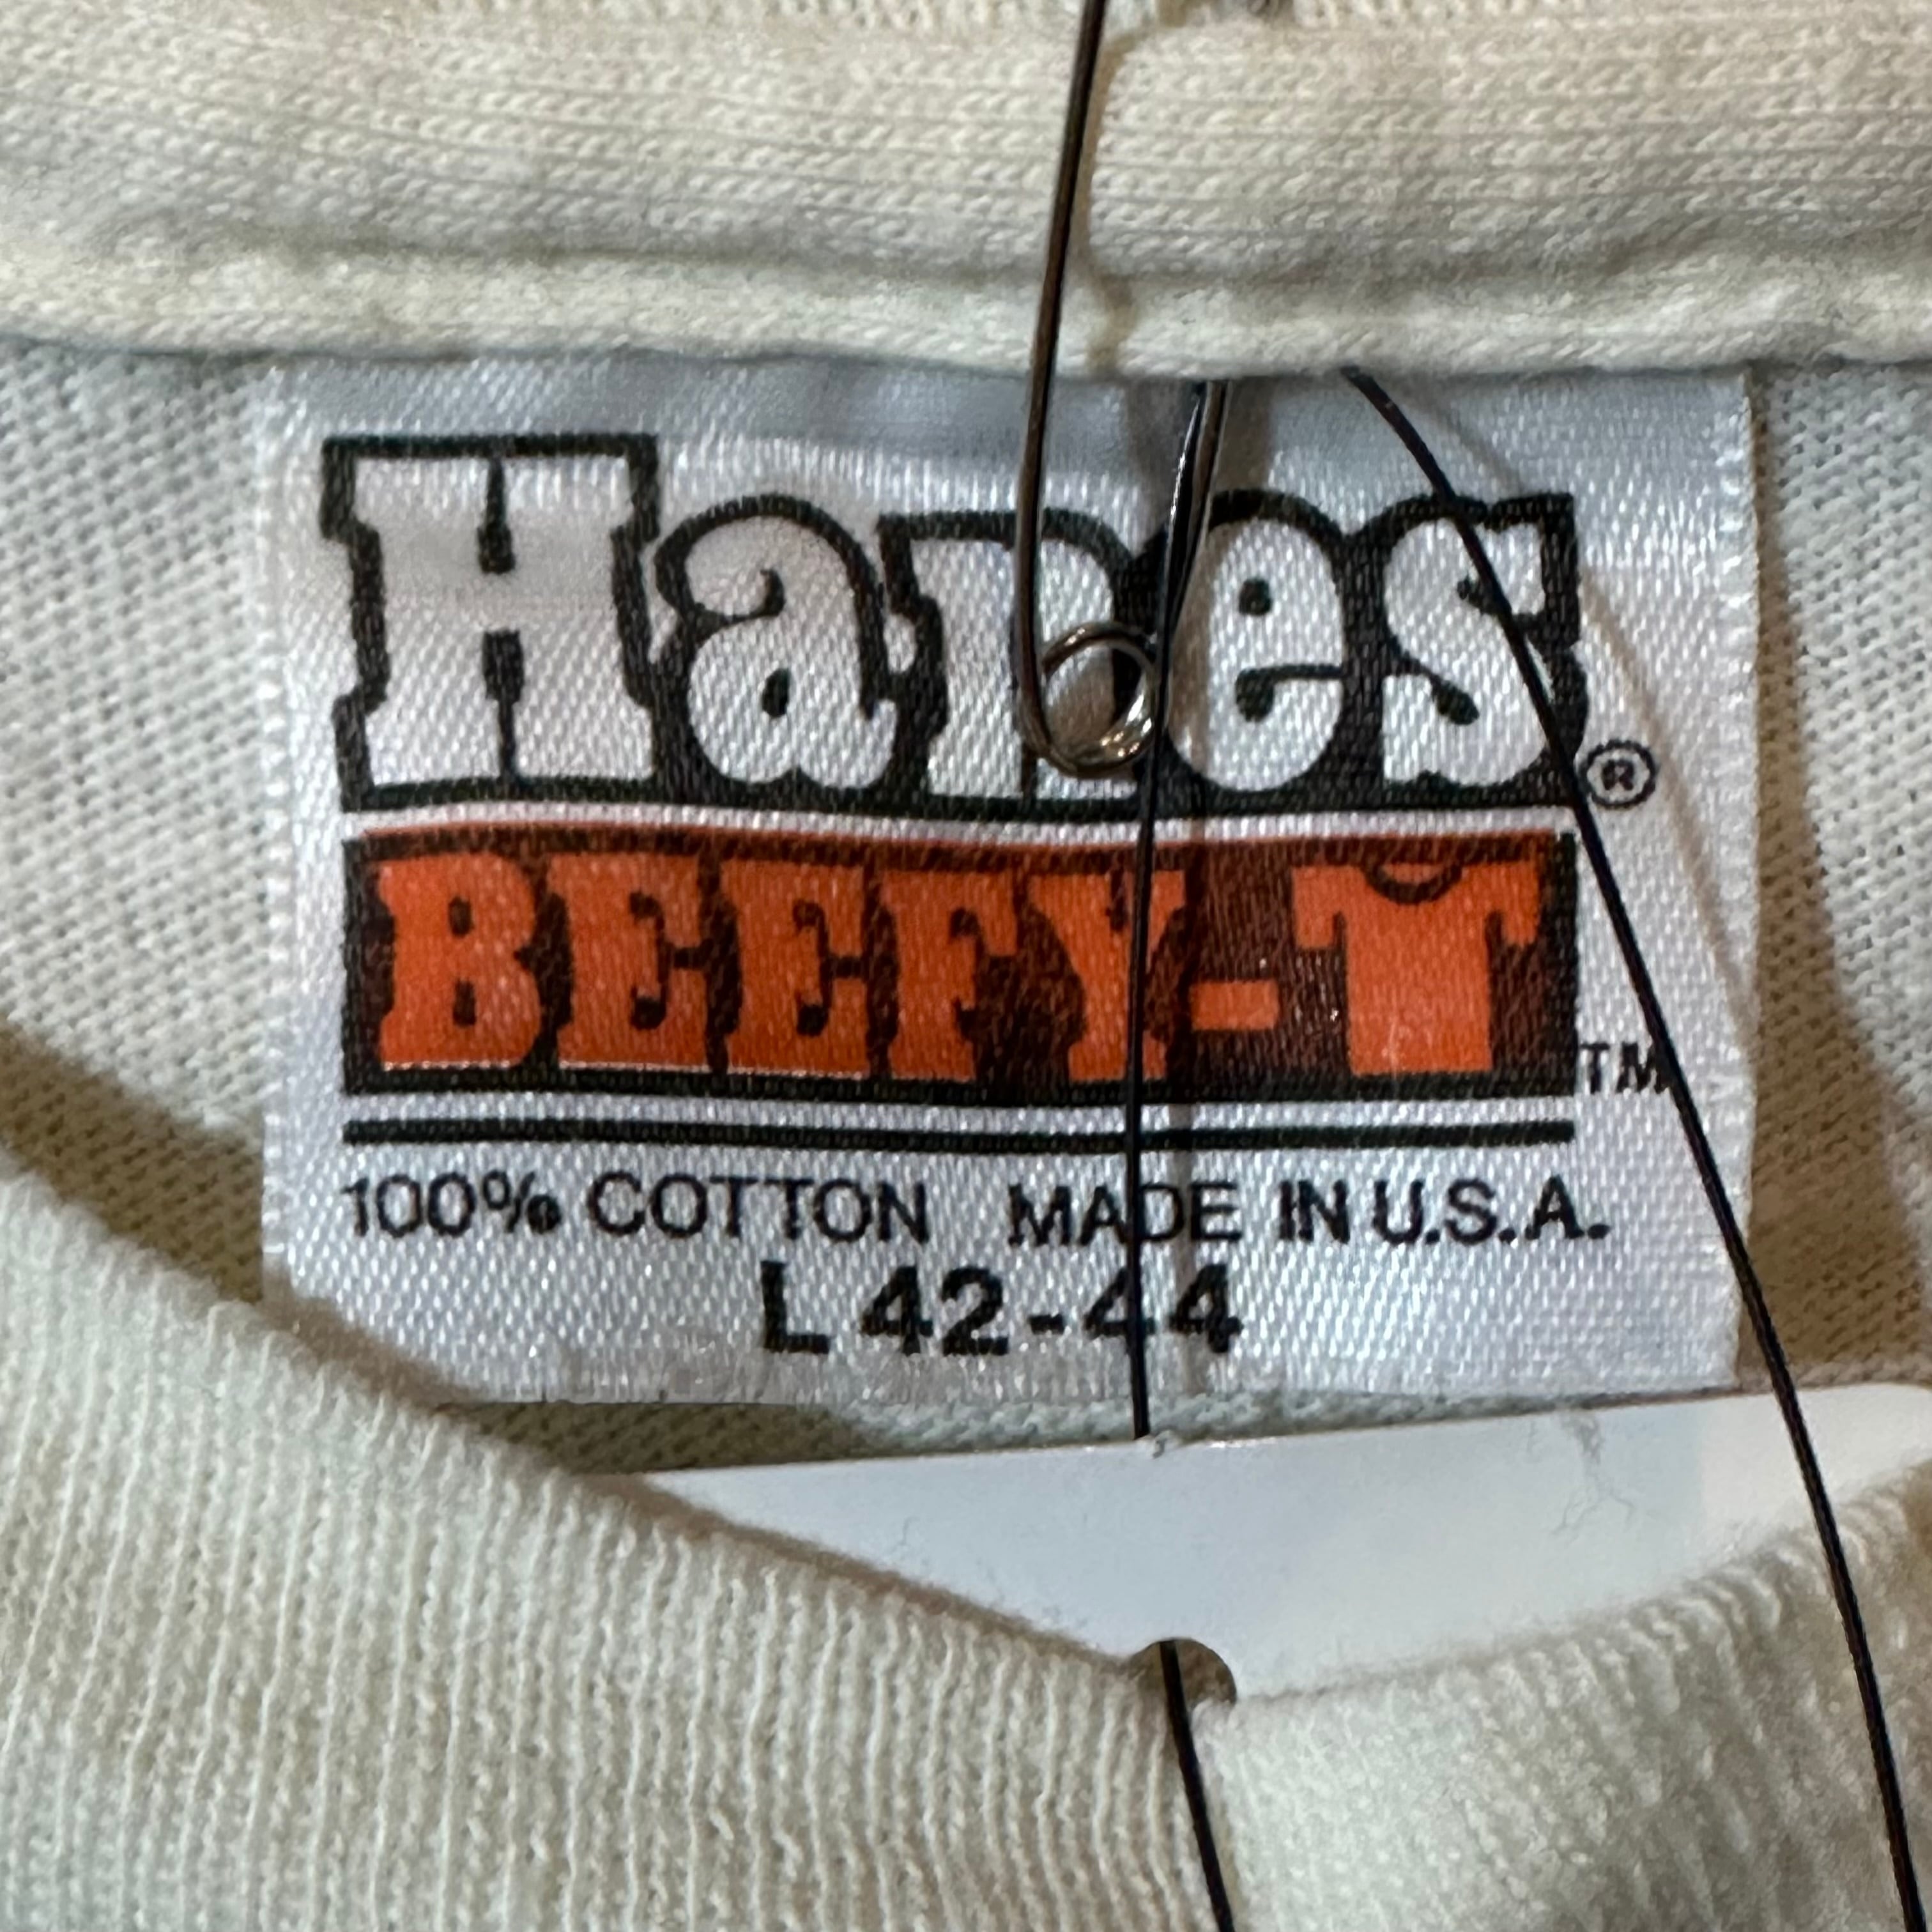 Hanes®
BEEFY-T™
100% COTTON MADE IN U.S.A.
L 42-44